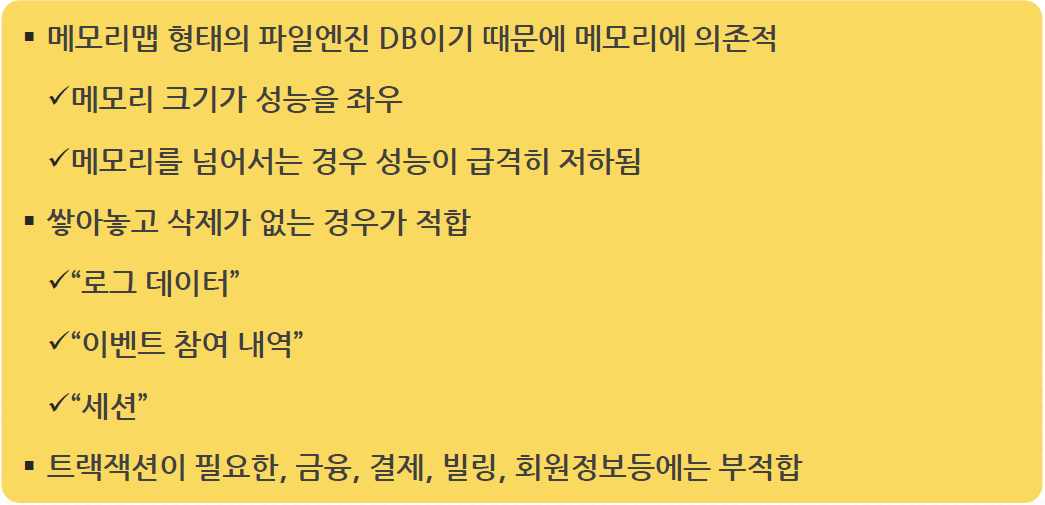 ▪ 메모리맵 형태의 파일엔진 DB이기 때문에 메모리에 의존적
✓메모리 크기가 성능을 좌우
✓메모리를 넘어서는 경우 성능이 급격히 저하됨
▪ 쌓아놓고 삭제가 없는 경우가 적합
✓“로그 데이터”
✓“이벤트 참여 내역”
✓“세션”
▪ 트랙잭션이 필요한, 금융, 결제, 빌링, 회원정보등에는 부적합